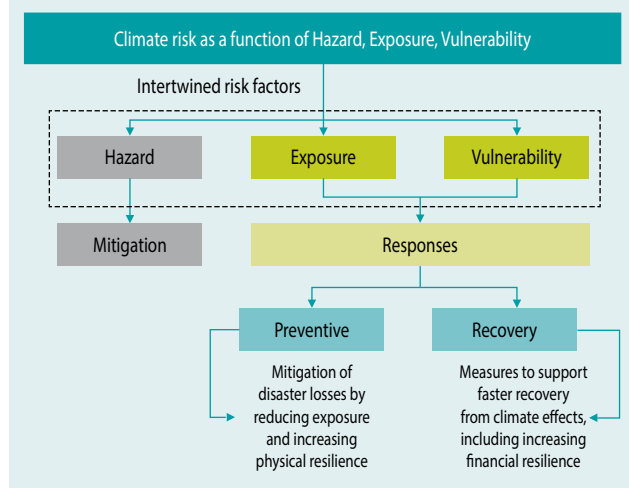 Climate risk as a function of Hazard, Exposure, Vulnerability
Intertwined risk factors
Hazard
Exposure
Vulnerability
Mitigation
Responses
Preventive
Recovery
Mitigation of
disaster losses by
reducing exposure
and increasing
physical resilience
Measures to support
faster recovery
from climate effects,
including increasing
financial resilience